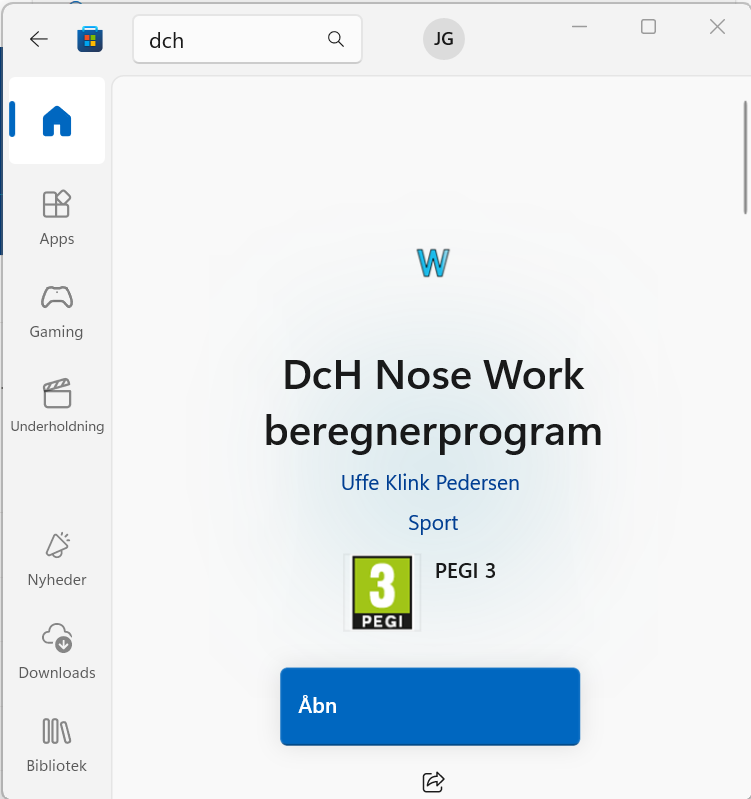 dch
JG
Apps
Gaming
Underholdning
Nyheder
Downloads
Bibliotek
W
DcH Nose Work
beregnerprogram
Uffe Klink Pedersen
Sport
3
PEGI
PEGI 3
Åbn